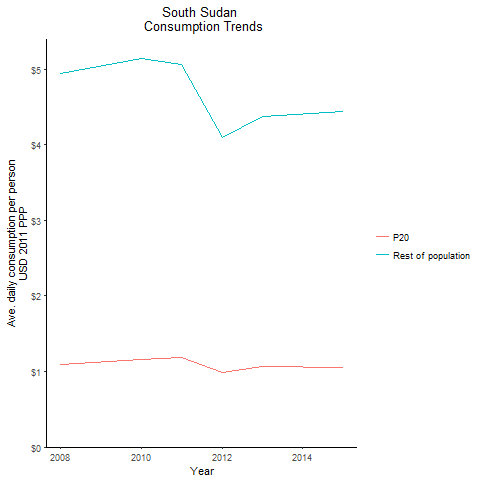 South Sudan
Consumption Trends
Ave. daily consumption per person
USD 2011 PPP
$5
$4
$3
$2
$1
$0
2008 2010 2012 2014
Year
P20
Rest of population